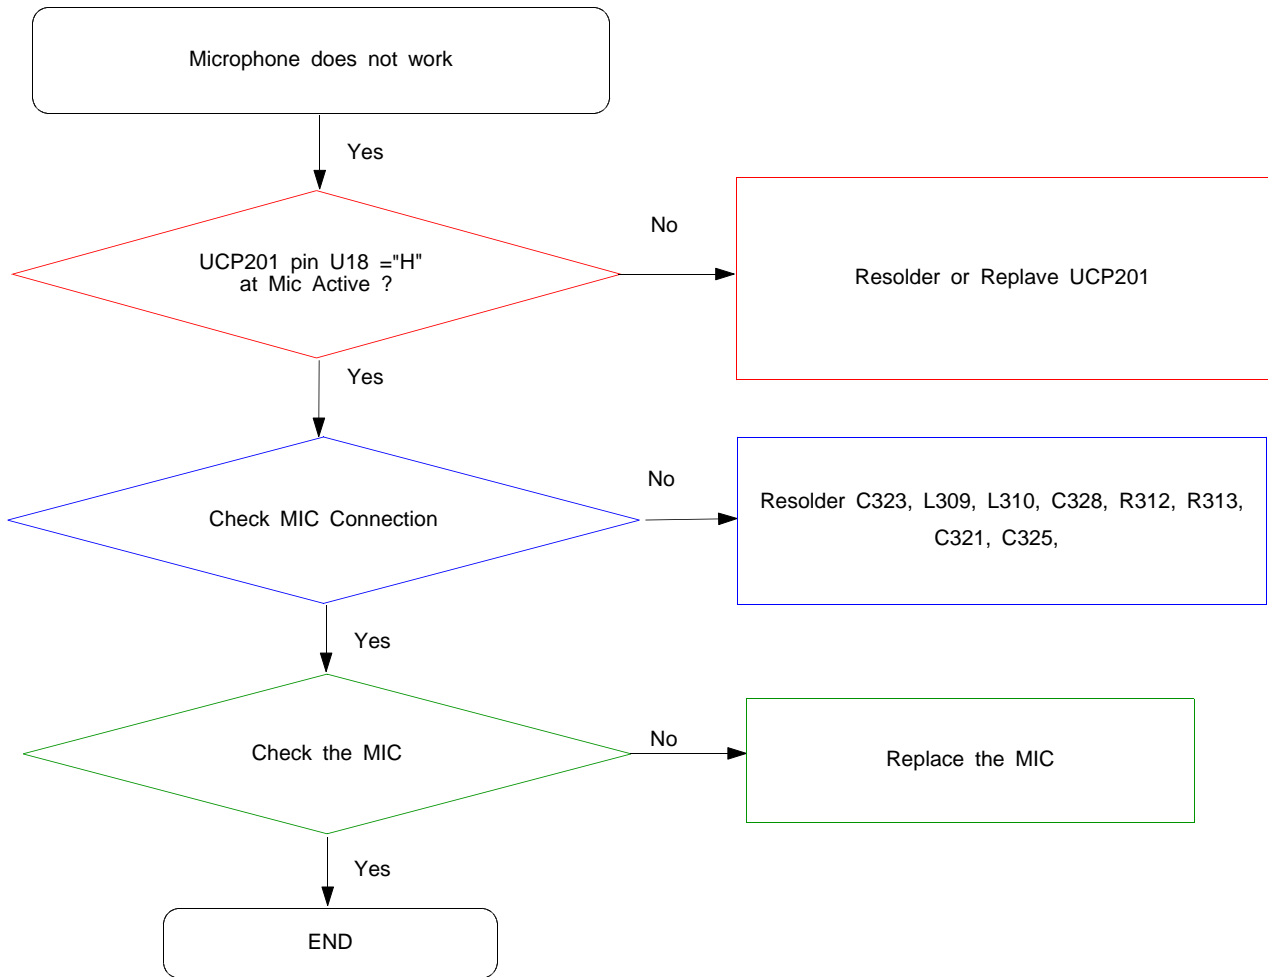 Microphone does not work
Yes
UCP201 pin U18 ="H"
at Mic Active ?
No
Resolder or Replave UCP201
Yes
Check MIC Connection
No
Resolder C323, L309, L310, C328, R312, R313,
C321, C325,
Yes
Check the MIC
No
Replace the MIC
Yes
END